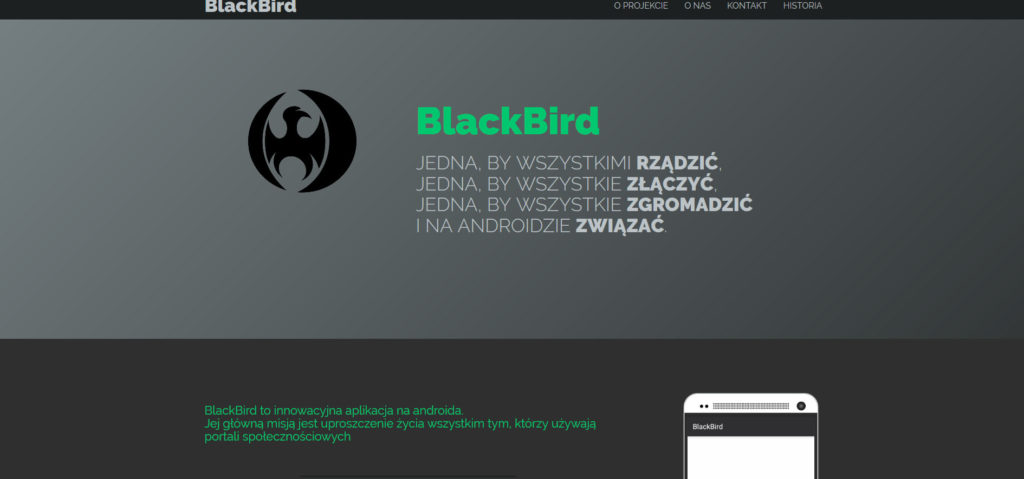 BlackBird
O PROJEKCIE O NAS KONTAKT HISTORIA
BlackBird
JEDNA, BY WSZYSTKIMI RZĄDZIĆ,
JEDNA, BY WSZYSTKIE ZŁĄCZYĆ,
JEDNA, BY WSZYSTKIE ZGROMADZIĆ
I NA ANDROIDZIE ZWIĄZAĆ.
BlackBird to innowacyjna aplikacja na androida.
Jej główną misją jest uproszczenie życia wszystkim tym, którzy używają
portali społecznościowych
BlackBird